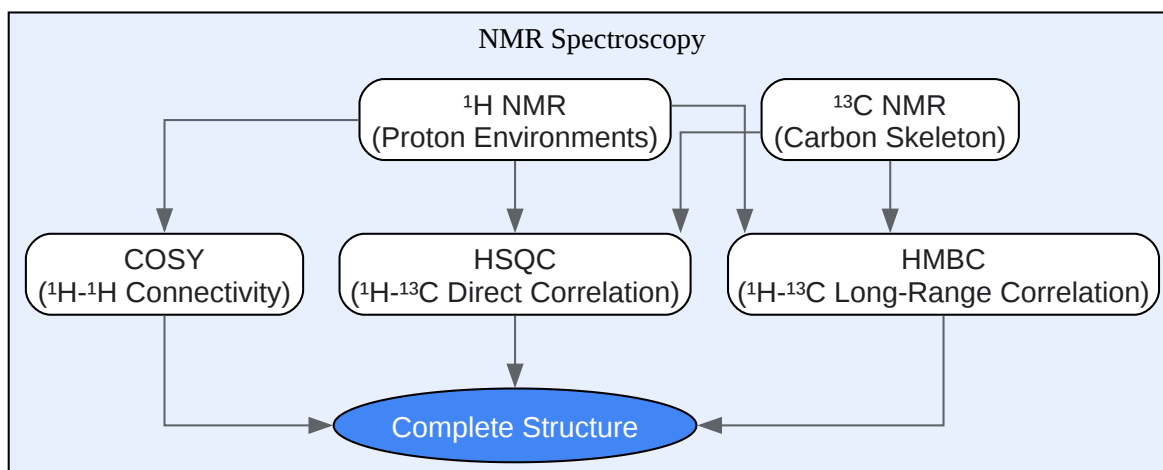 NMR Spectroscopy
¹H NMR
(Proton Environments)
¹³C NMR
(Carbon Skeleton)
COSY
(¹H-¹H Connectivity)
HSQC
(¹H-¹³C Direct Correlation)
HMBC
(¹H-¹³C Long-Range Correlation)
Complete Structure